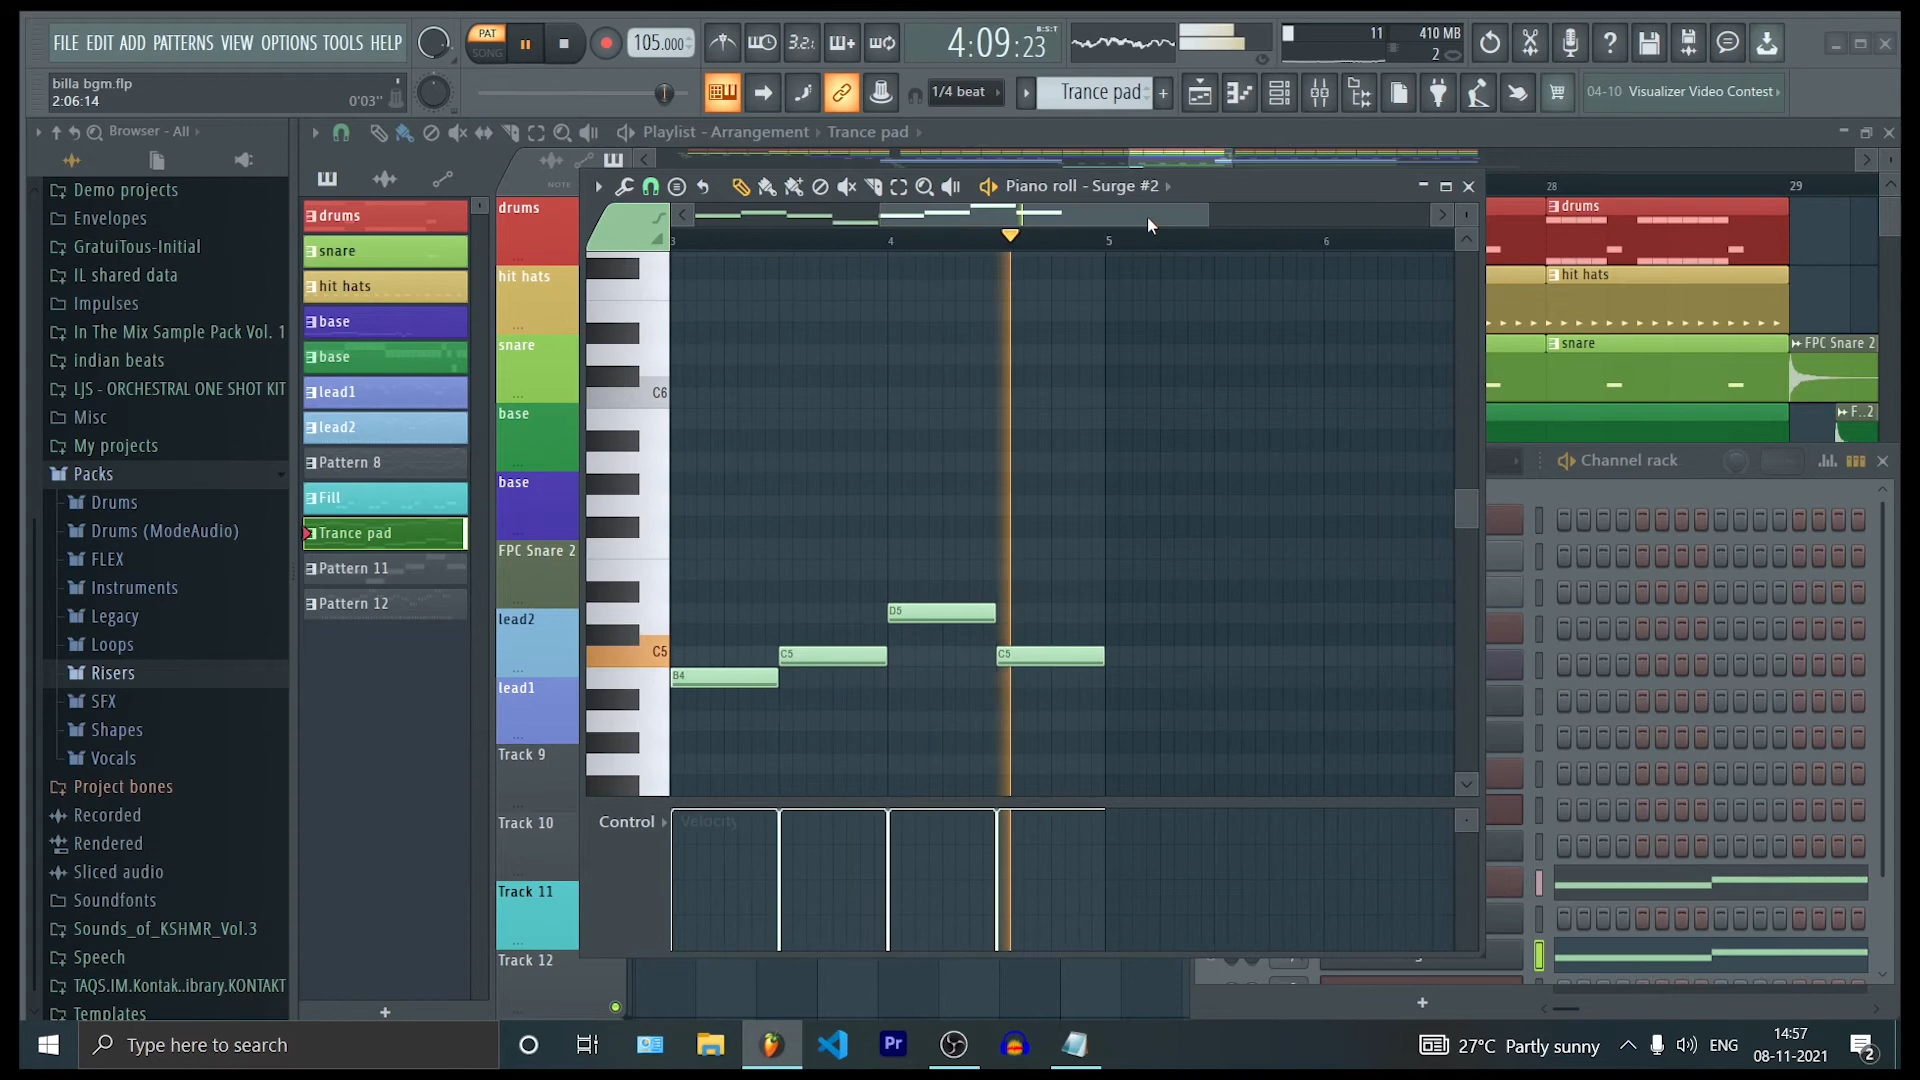 FILE EDIT ADD PATTERNS VIEW OPTIONS TOOLS HELP
PAT
SONG
105.000
3.2.
4:09:23
B:S:T
11
410 MB
2
billa bgm.flp
2:06:14
0'03"
1/4 beat
Trance pad
04-10 Visualizer Video Contest
Browser - All
Playlist - Arrangement
Trance pad
NOTE
Piano roll - Surge #2
Demo projects
Envelopes
GratuiTous-Initial
IL shared data
Impulses
In The Mix Sample Pack Vol. 1
indian beats
LJS - ORCHESTRAL ONE SHOT KIT
Misc
My projects
Packs
Drums
Drums (ModeAudio)
FLEX
Instruments
Legacy
Loops
Risers
SFX
Shapes
Vocals
Project bones
Recorded
Rendered
Sliced audio
Soundfonts
Sounds_of_KSHMR_Vol.3
Speech
TAQS.IM.Kontak..ibrary.KONTAKT
Templates
drums
snare
hit hats
base
base
lead1
lead2
Pattern 8
Fill
Trance pad
Pattern 11
Pattern 12
drums
hit hats
snare
base
base
FPC Snare 2
lead2
lead1
Track 9
Track 10
Track 11
Track 12
3
4
5
6
C6
C5
B4
C5
D5
C5
Control
Velocity
28
29
drums
hit hats
snare
FPC Snare 2
F..2
Channel rack
Type here to search
Pr
27°C Partly sunny
ENG
14:57
08-11-2021
2